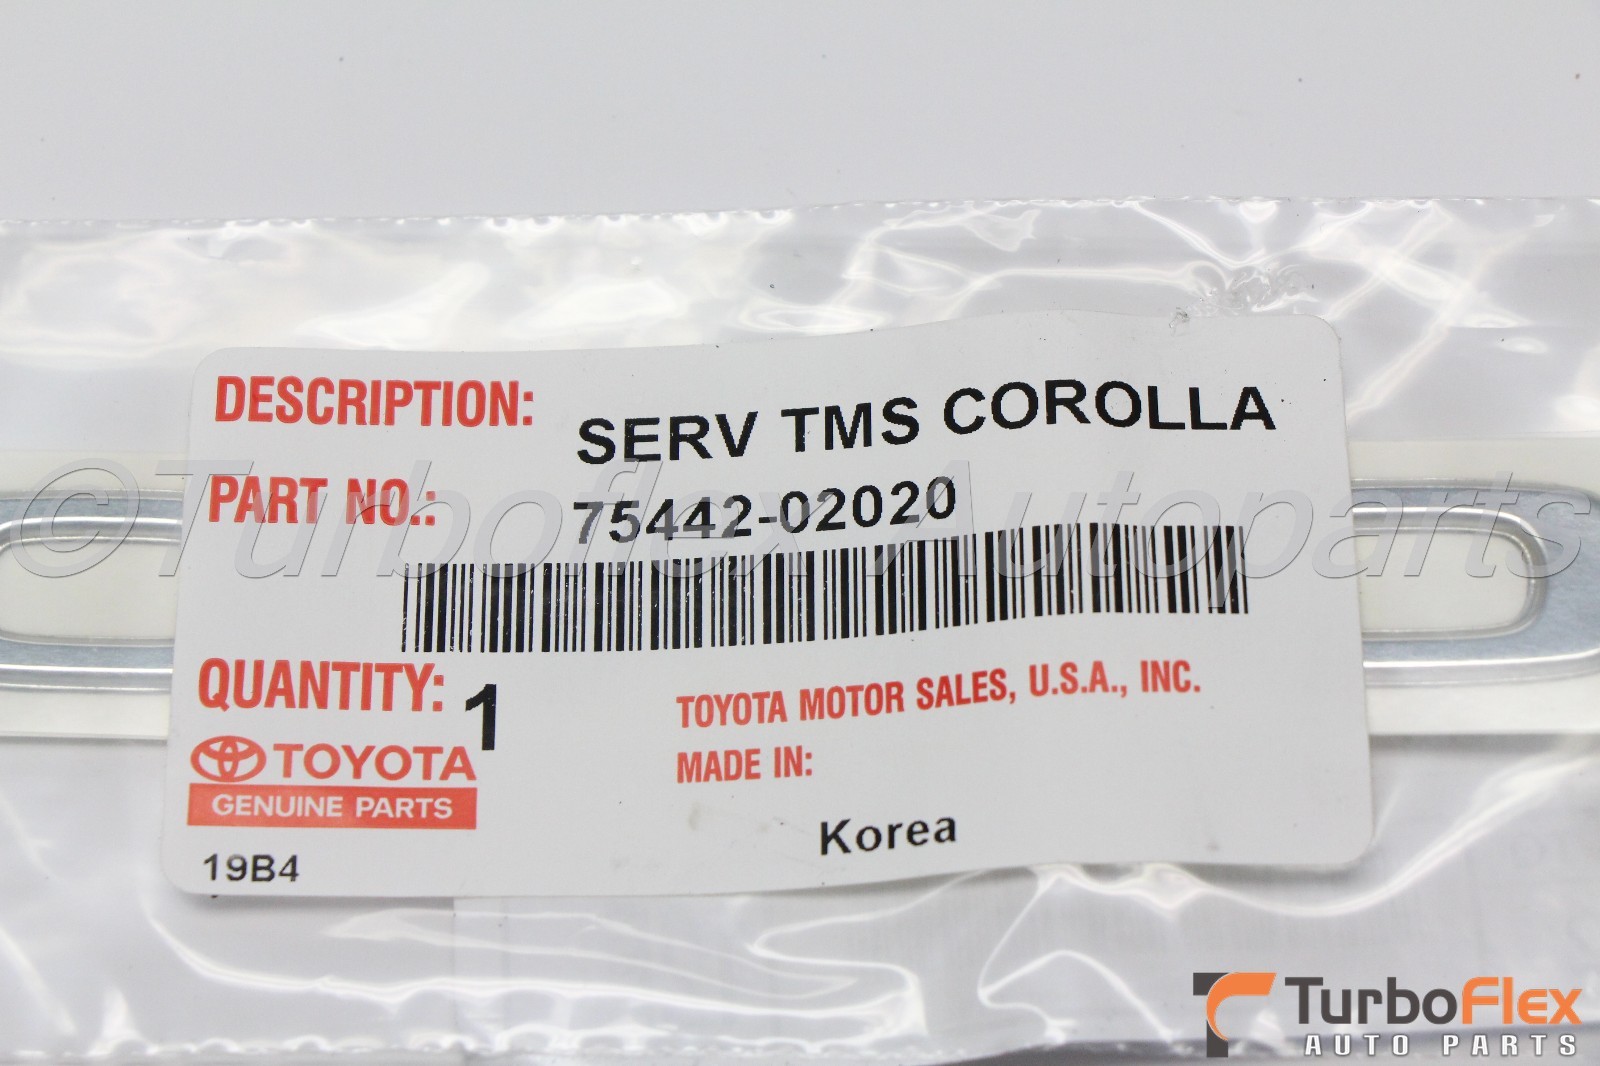 DESCRIPTION: SERV TMS COROLLA
PART NO.: 75442-02020
©Turboflex Autoparts
QUANTITY: 1
TOYOTA MOTOR SALES, U.S.A., INC.
TOYOTA
MADE IN:
GENUINE PARTS
Korea
19B4
TURBOFLEX
AUTO PARTS